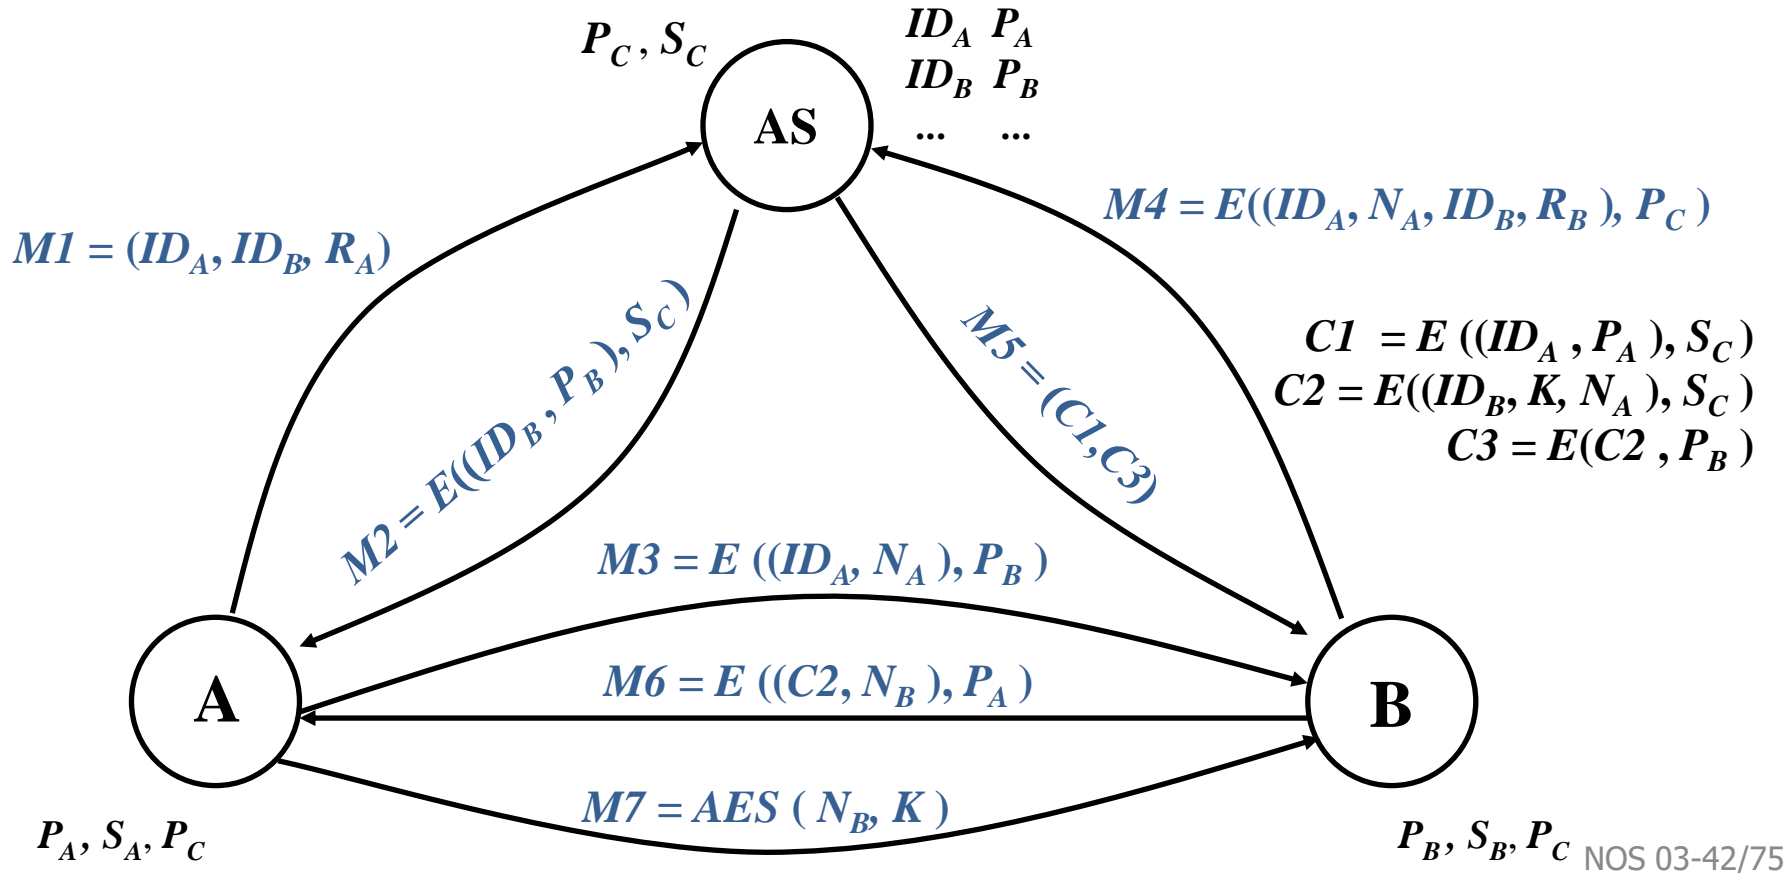 P_C , S_C
ID_A P_A
ID_B P_B
... ...
AS
M1 = (ID_A, ID_B, R_A)
M4 = E((ID_A, N_A, ID_B, R_B ), P_C )
M2 = E((ID_B , P_B ), S_C )
M5 = (C1,C3)
C1 = E ((ID_A , P_A ), S_C )
C2 = E((ID_B, K, N_A ), S_C )
C3 = E(C2 , P_B )
M3 = E ((ID_A, N_A ), P_B )
M6 = E ((C2, N_B ), P_A )
A
B
M7 = AES ( N_B, K )
P_A, S_A, P_C
P_B, S_B, P_C
NOS 03-42/75